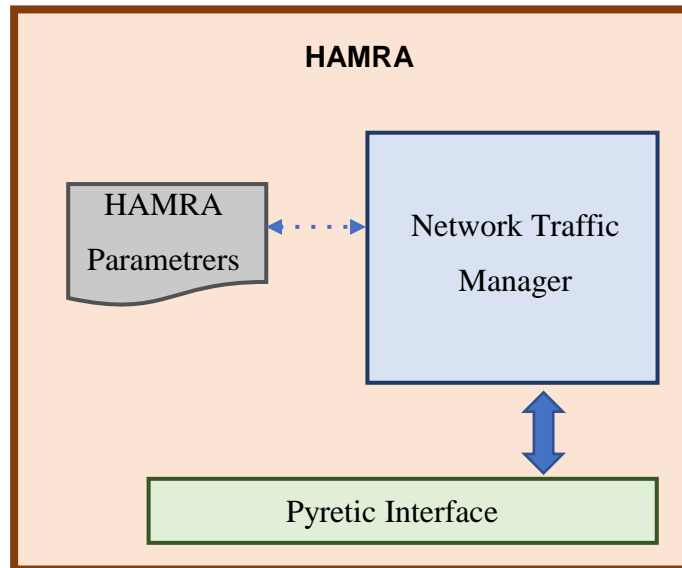 HAMRA
HAMRA
Parametrers
Network Traffic
Manager
Pyretic Interface